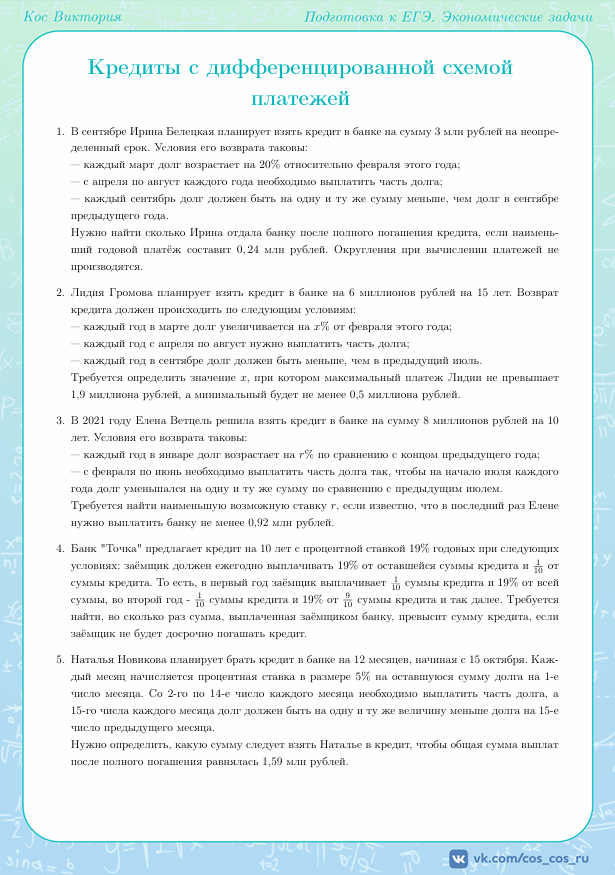 Кос Виктория
Подготовка к ЕГЭ. Экономические задачи
Кредиты с дифференцированной схемой
платежей
1. В сентябре Ирина Белецкая планирует взять кредит в банке на сумму 3 млн рублей на неопре-
деленный срок. Условия его возврата таковы:
— каждый март долг возрастает на 20% относительно февраля этого года;
— с апреля по август каждого года необходимо выплатить часть долга;
— каждый сентябрь долг должен быть на одну и ту же сумму меньше, чем долг в сентябре
предыдущего года.
Нужно найти сколько Ирина отдала банку после полного погашения кредита, если наимень-
ший годовой платёж составит 0,24 млн рублей. Округления при вычислении платежей не
производятся.
2. Лидия Громова планирует взять кредит в банке на 6 миллионов рублей на 15 лет. Возврат
кредита должен происходить по следующим условиям:
— каждый год в марте долг увеличивается на x% от февраля этого года;
— каждый год с апреля по август нужно выплатить часть долга;
— каждый год в сентябре долг должен быть меньше, чем в предыдущий июль.
Требуется определить значение x, при котором максимальный платеж Лидии не превышает
1,9 миллиона рублей, а минимальный будет не менее 0,5 миллиона рублей.
3. В 2021 году Елена Ветцель решила взять кредит в банке на сумму 8 миллионов рублей на 10
лет. Условия его возврата таковы:
— каждый год в январе долг возрастает на r% по сравнению с концом предыдущего года;
— с февраля по июнь необходимо выплатить часть долга так, чтобы на начало июля каждого
года долг уменьшался на одну и ту же сумму по сравнению с предыдущим июлем.
Требуется найти наименьшую возможную ставку r, если известно, что в последний раз Елене
нужно выплатить банку не менее 0,92 млн рублей.
4. Банк "Точка" предлагает кредит на 10 лет с процентной ставкой 19% годовых при следующих
условиях: заёмщик должен ежегодно выплачивать 19% от оставшейся суммы кредита и 1/10 от
суммы кредита. То есть, в первый год заёмщик выплачивает 1/10 суммы кредита и 19% от всей
суммы, во второй год - 1/10 суммы кредита и 19% от 9/10 суммы кредита и так далее. Требуется
найти, во сколько раз сумма, выплаченная заёмщиком банку, превысит сумму кредита, если
заёмщик не будет досрочно погашать кредит.
5. Наталья Новикова планирует брать кредит в банке на 12 месяцев, начиная с 15 октября. Каж-
дый месяц начисляется процентная ставка в размере 5% на оставшуюся сумму долга на 1-е
число месяца. Со 2-го по 14-е число каждого месяца необходимо выплатить часть долга, а
15-го числа каждого месяца долг должен быть на одну и ту же величину меньше долга на 15-е
число предыдущего месяца.
Нужно определить, какую сумму следует взять Наталье в кредит, чтобы общая сумма выплат
после полного погашения равнялась 1,59 млн рублей.
vk.com/cos_cos_ru